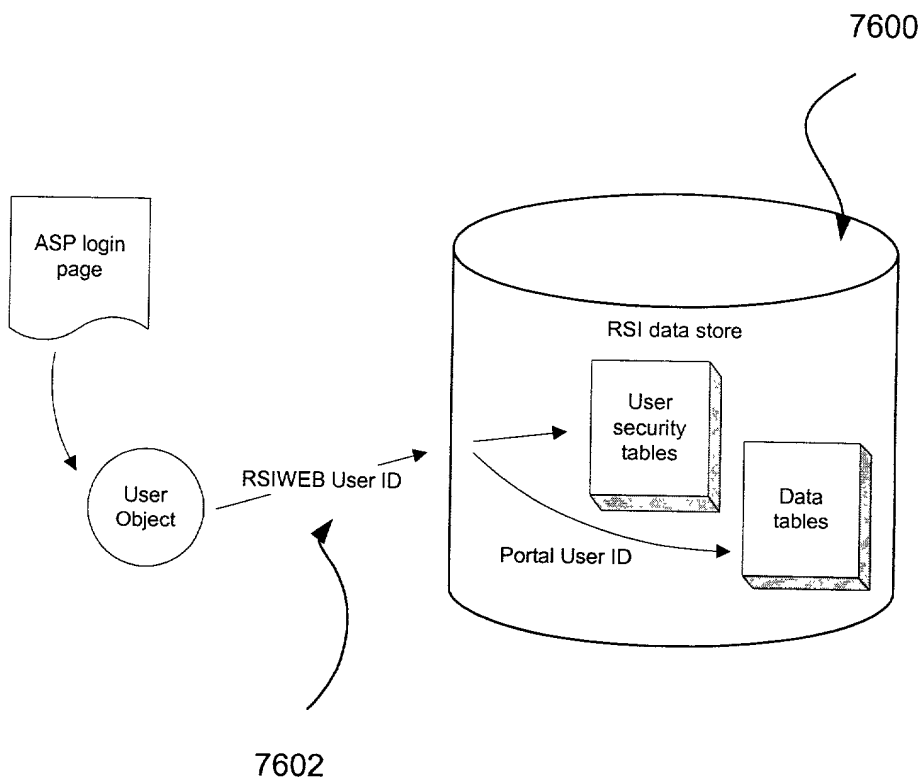 7600
ASP login
page
RSI data store
User
security
tables
User
Object
RSIWEB User ID
Data
tables
Portal User ID
7602